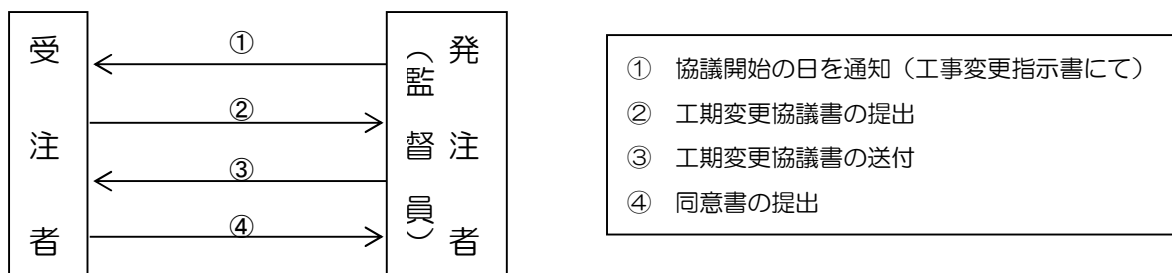 受注者
①
②
③
④
発注者
（監督員）
① 協議開始の日を通知（工事変更指示書にて）
② 工期変更協議書の提出
③ 工期変更協議書の送付
④ 同意書の提出